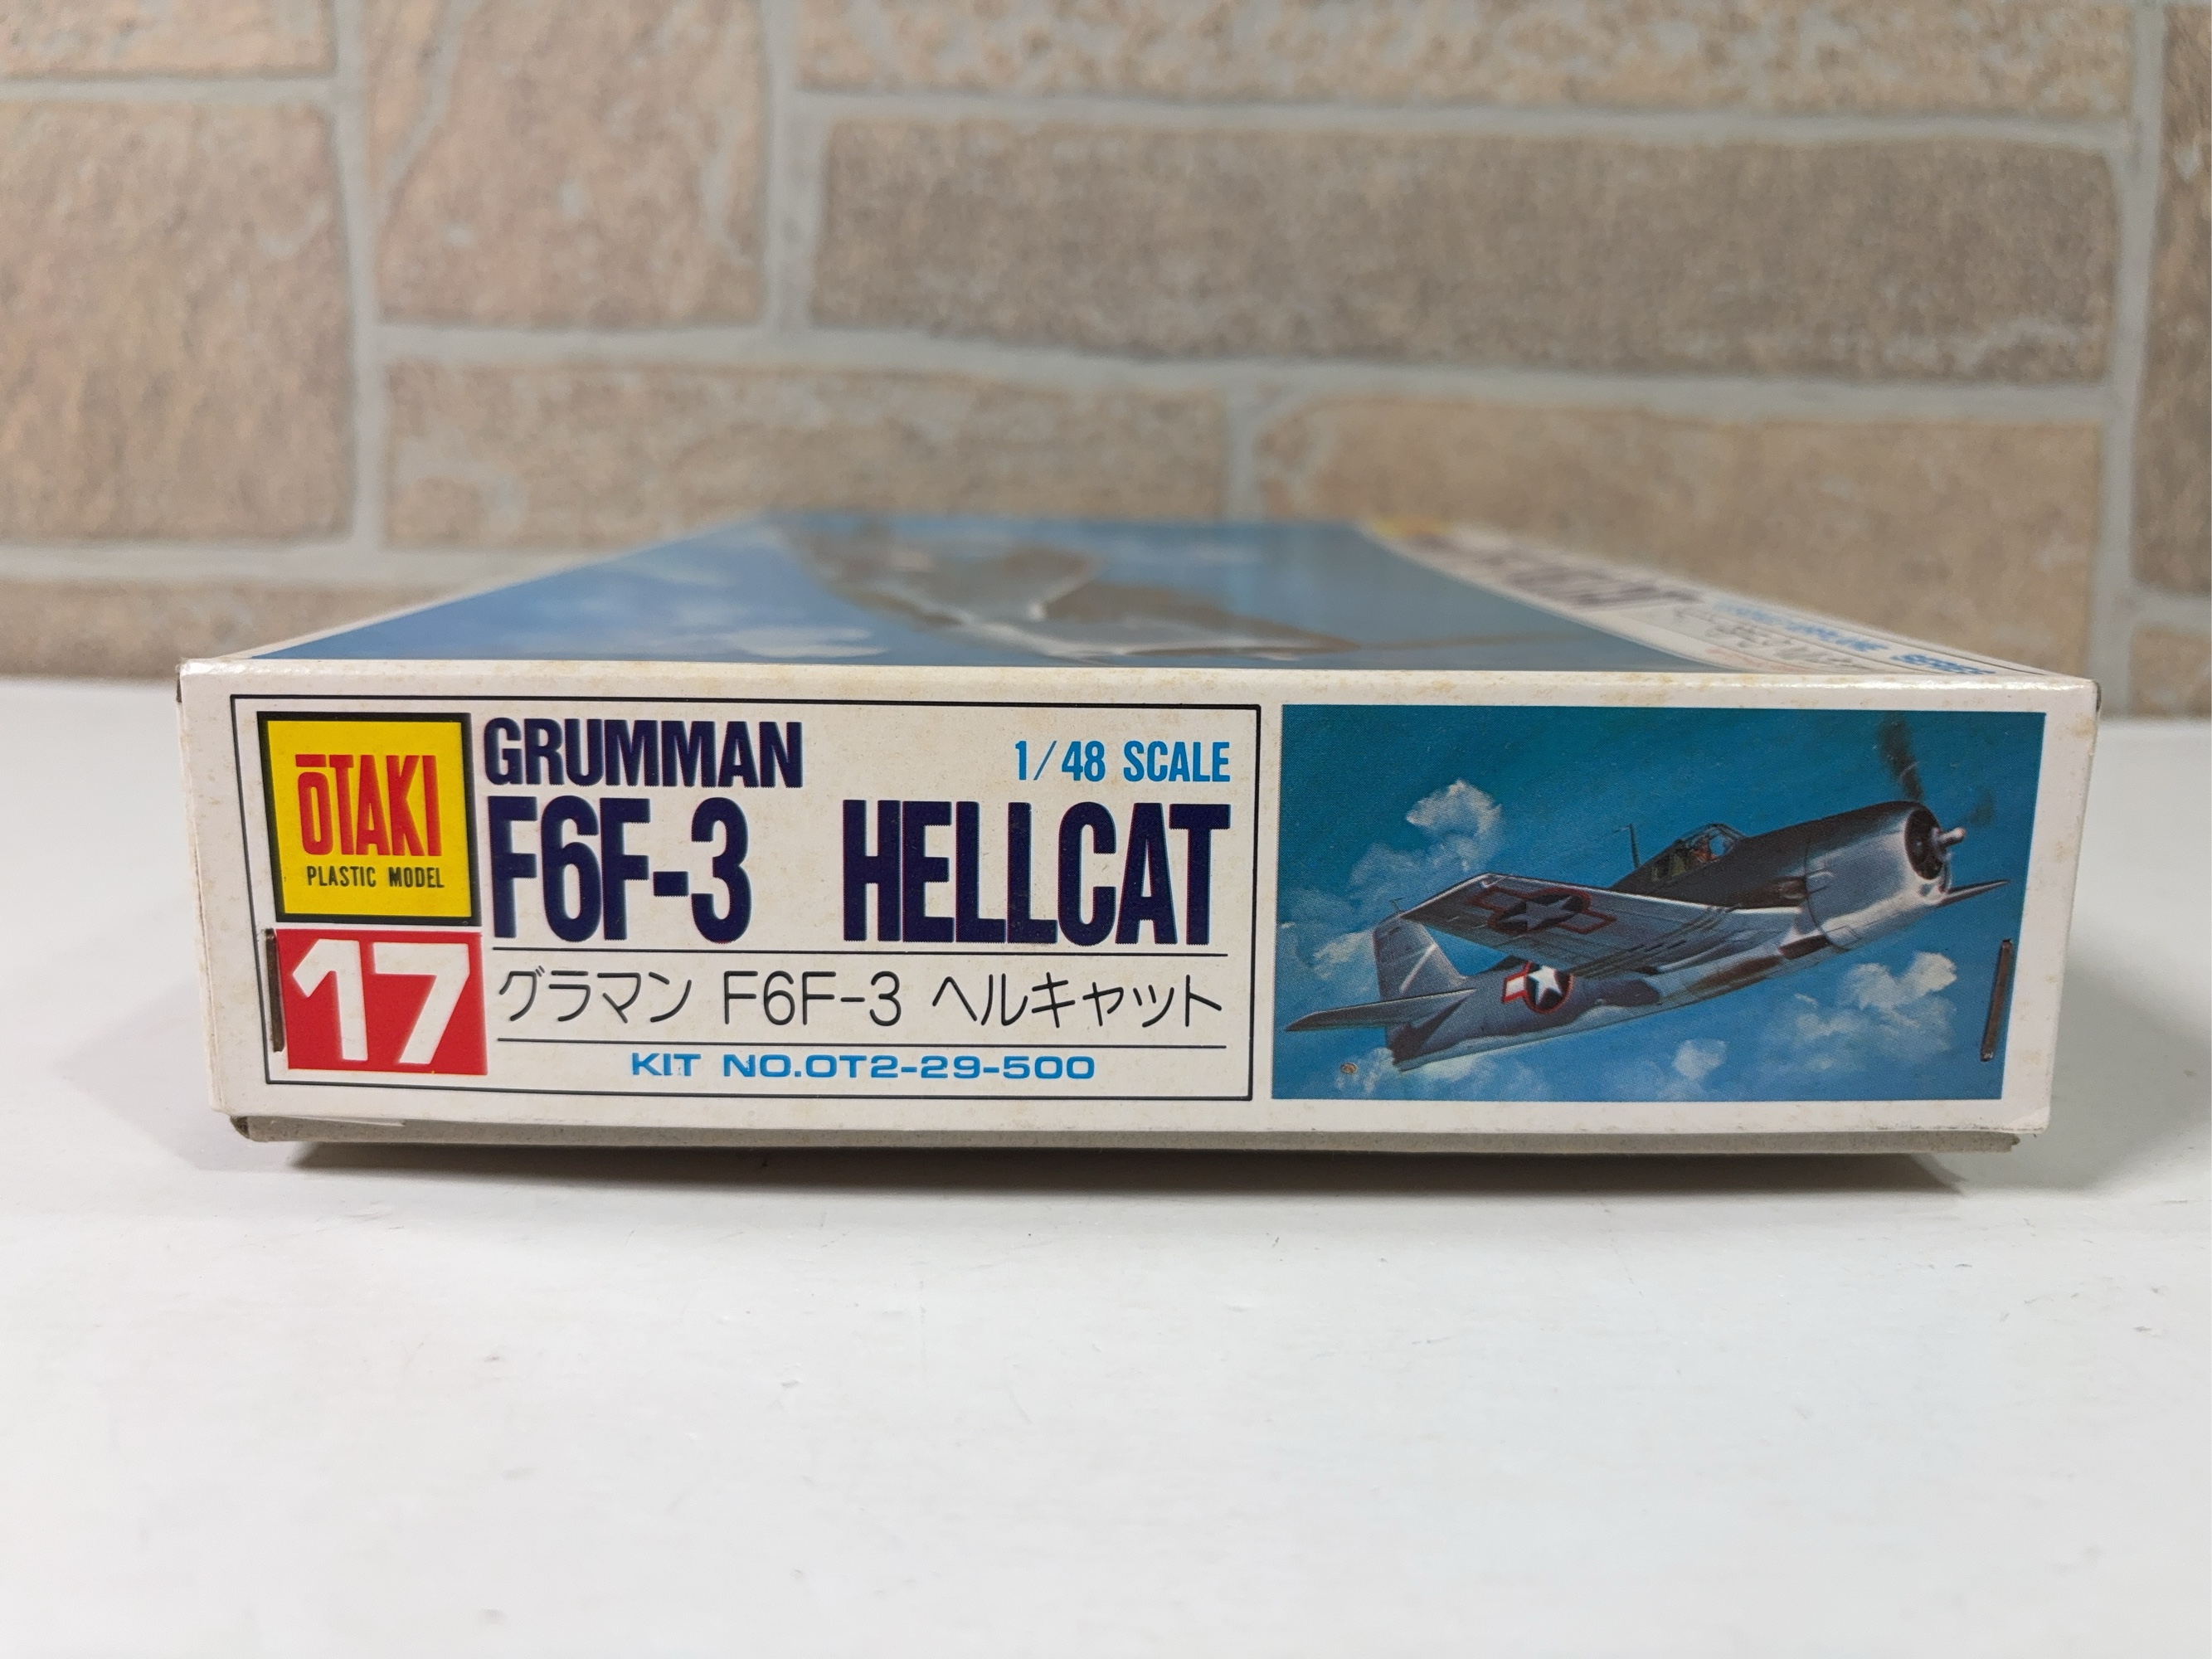 ŌTAKI
PLASTIC MODEL
17
GRUMMAN
1/48 SCALE
F6F-3 HELLCAT
グラマン F6F-3 ヘルキャット
KIT NO.OT2-29-500
SERIES